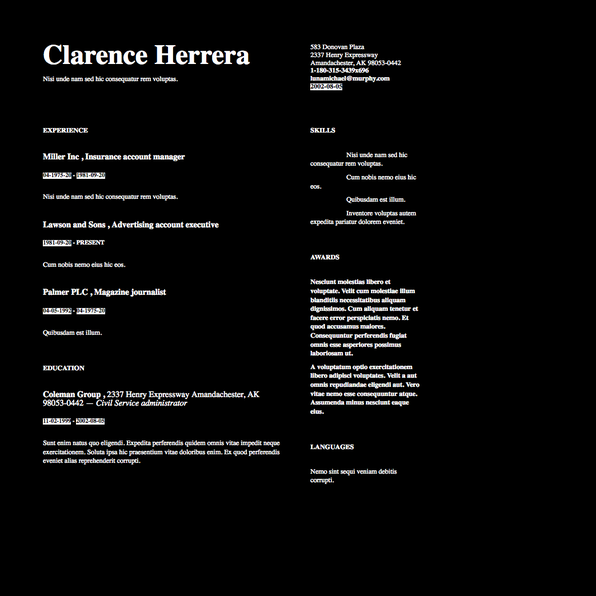 Clarence Herrera
Nisi unde nam sed hic consequatur rem voluptas.
583 Donovan Plaza
2337 Henry Expressway
Amandachester, AK 98053-0442
1-180-315-3439x696
lunamichael@murphy.com
2002-08-05
EXPERIENCE
Miller Inc , Insurance account manager
04-1975-20 - 1981-09-20
Nisi unde nam sed hic consequatur rem voluptas.
Lawson and Sons , Advertising account executive
1981-09-20 - PRESENT
Cum nobis nemo eius hic eos.
Palmer PLC , Magazine journalist
04-05-1992 - 04-1975-20
Quibusdam est illum.
EDUCATION
Coleman Group , 2337 Henry Expressway Amandachester, AK
98053-0442 — Civil Service administrator
11-02-1999 - 2002-08-05
Sunt enim natus quo eligendi. Expedita perferendis quidem omnis vitae impedit neque
exercitationem. Soluta ipsa hic praesentium vitae doloribus enim. Ex quod perferendis
eveniet alias reprehenderit corrupti.
SKILLS
Nisi unde nam sed hic
consequatur rem voluptas.
Cum nobis nemo eius hic
eos.
Quibusdam est illum.
Inventore voluptas autem
expedita pariatur dolorem eveniet.
AWARDS
Nesciunt molestias libero et
voluptate. Velit cum molestiae illum
blanditiis necessitatibus aliquam
dignissimos. Cum aliquam tenetur et
facere error perspiciatis nemo. Et
quod accusamus maiores.
Consequuntur perferendis fugiat
omnis esse asperiores possimus
laboriosam ut.
A voluptatum optio exercitationem
libero adipisci voluptates. Velit a aut
omnis repudiandae eligendi aut. Vero
vitae nemo esse consequuntur atque.
Assumenda minus nesciunt eaque
eius.
LANGUAGES
Nemo sint sequi veniam debitis
corrupti.